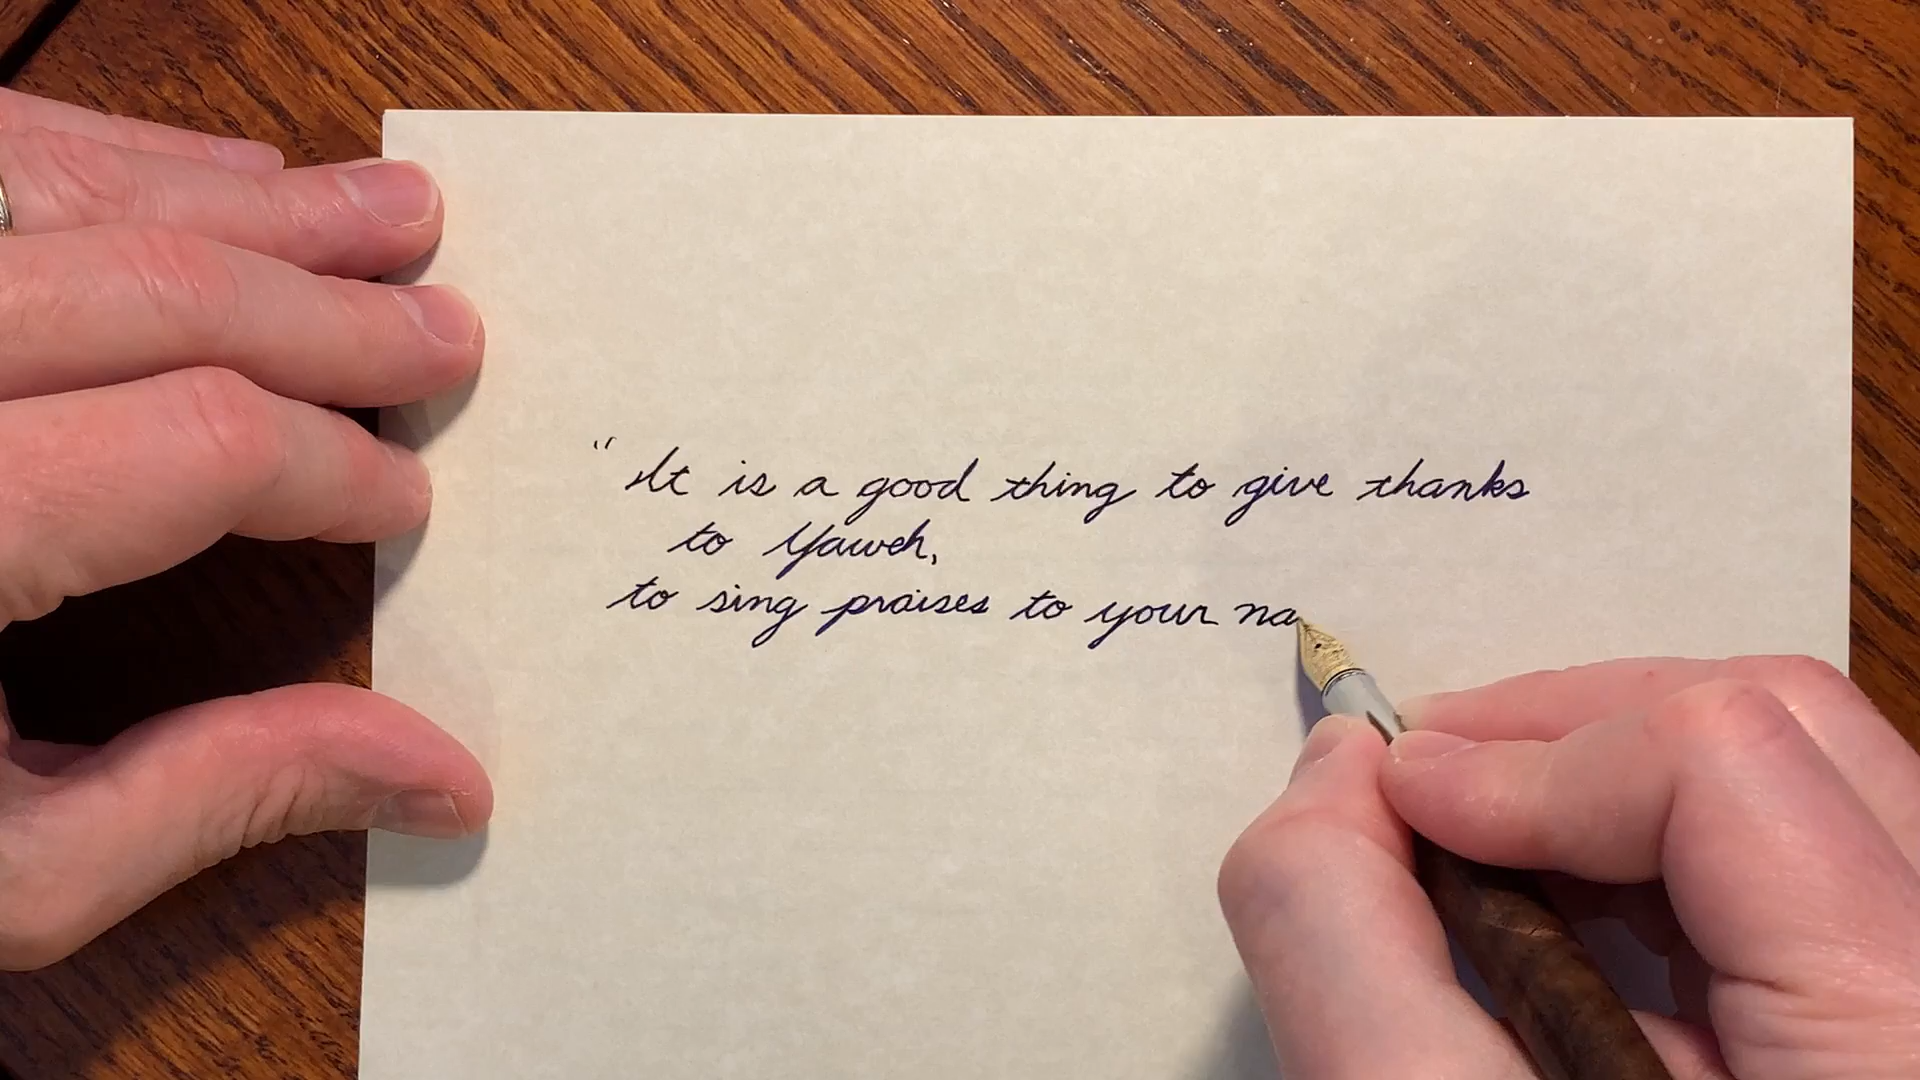 "It is a good thing to give thanks
to Yaweh,
to sing praises to your na